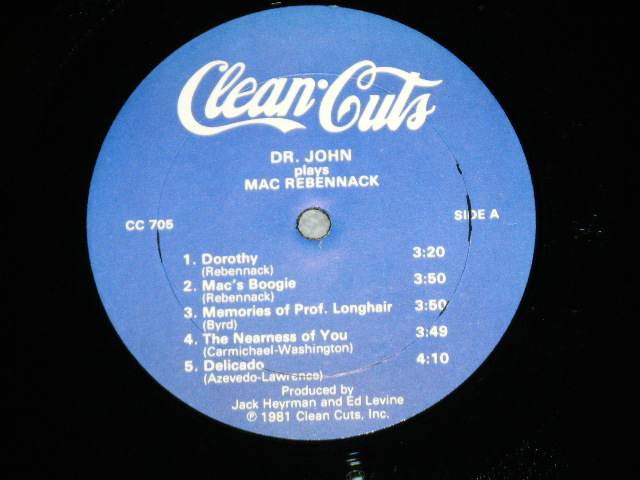 Clean Cuts
DR. JOHN
plays
MAC REBENNACK
CC 705
SIDE A
1. Dorothy 3:20
(Rebennack)
2. Mac's Boogie 3:50
(Rebennack)
3. Memories of Prof. Longhair 3:50
(Byrd)
4. The Nearness of You 3:49
(Carmichael-Washington)
5. Delicado 4:10
(Azevedo-Lawrence)
Produced by
Jack Heyrman and Ed Levine
℗ 1981 Clean Cuts, Inc.